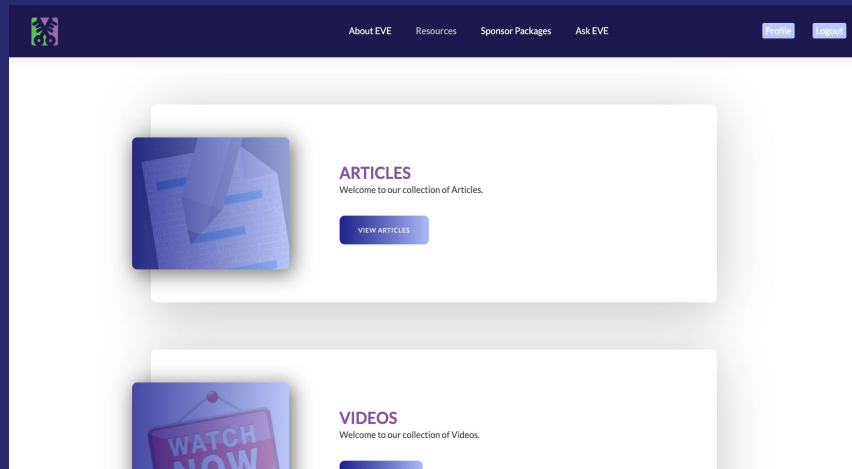 About EVE Resources Sponsor Packages Ask EVE Profile Logout
ARTICLES
Welcome to our collection of Articles.
VIEW ARTICLES
VIDEOS
Welcome to our collection of Videos.
WATCH
NOW